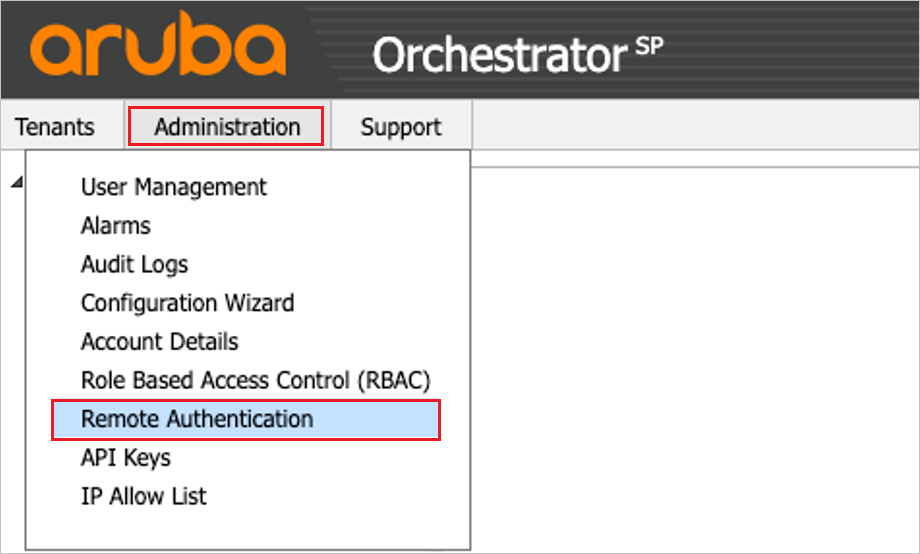 aruba
Orchestrator SP
Tenants Administration Support
User Management
Alarms
Audit Logs
Configuration Wizard
Account Details
Role Based Access Control (RBAC)
Remote Authentication
API Keys
IP Allow List